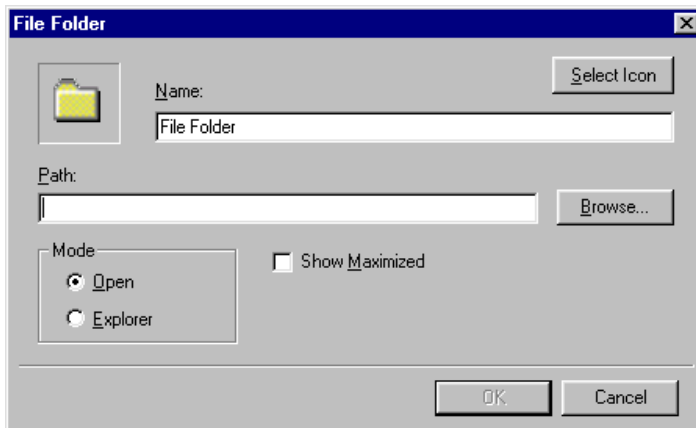 File Folder
Select Icon
Name:
File Folder
Path:
Browse...
Mode
Open
Show Maximized
Explorer
OK
Cancel